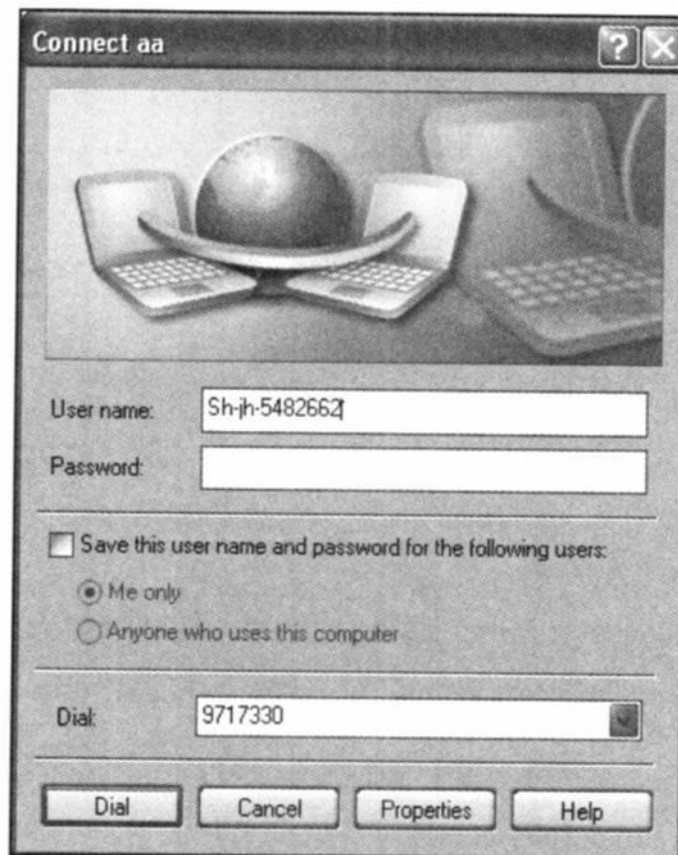 Connect aa
User name: Sh-jh-5482662
Password:
Save this user name and password for the following users:
Me only
Anyone who uses this computer
Dial: 9717330
Dial Cancel Properties Help